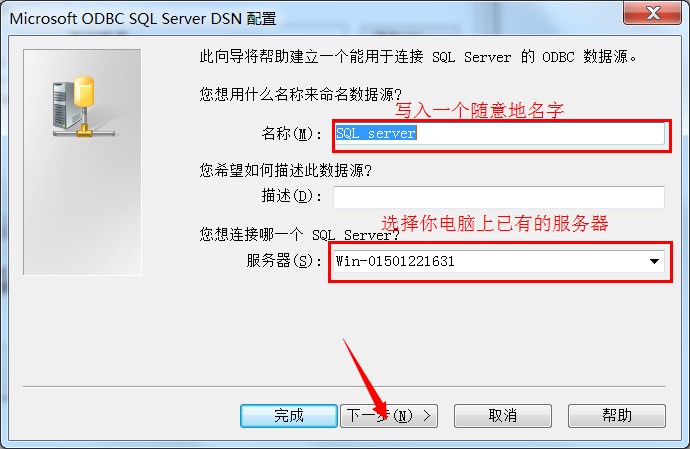 Microsoft ODBC SQL Server DSN 配置
此向导将帮助建立一个能用于连接 SQL Server 的 ODBC 数据源。
您想用什么名称来命名数据源?
写入一个随意地名字
名称(M): SQL server
您希望如何描述此数据源?
描述(D):
选择你电脑上已有的服务器
您想连接哪一个 SQL Server?
服务器(S): Win-01501221631
完成 下一步(N) > 取消 帮助